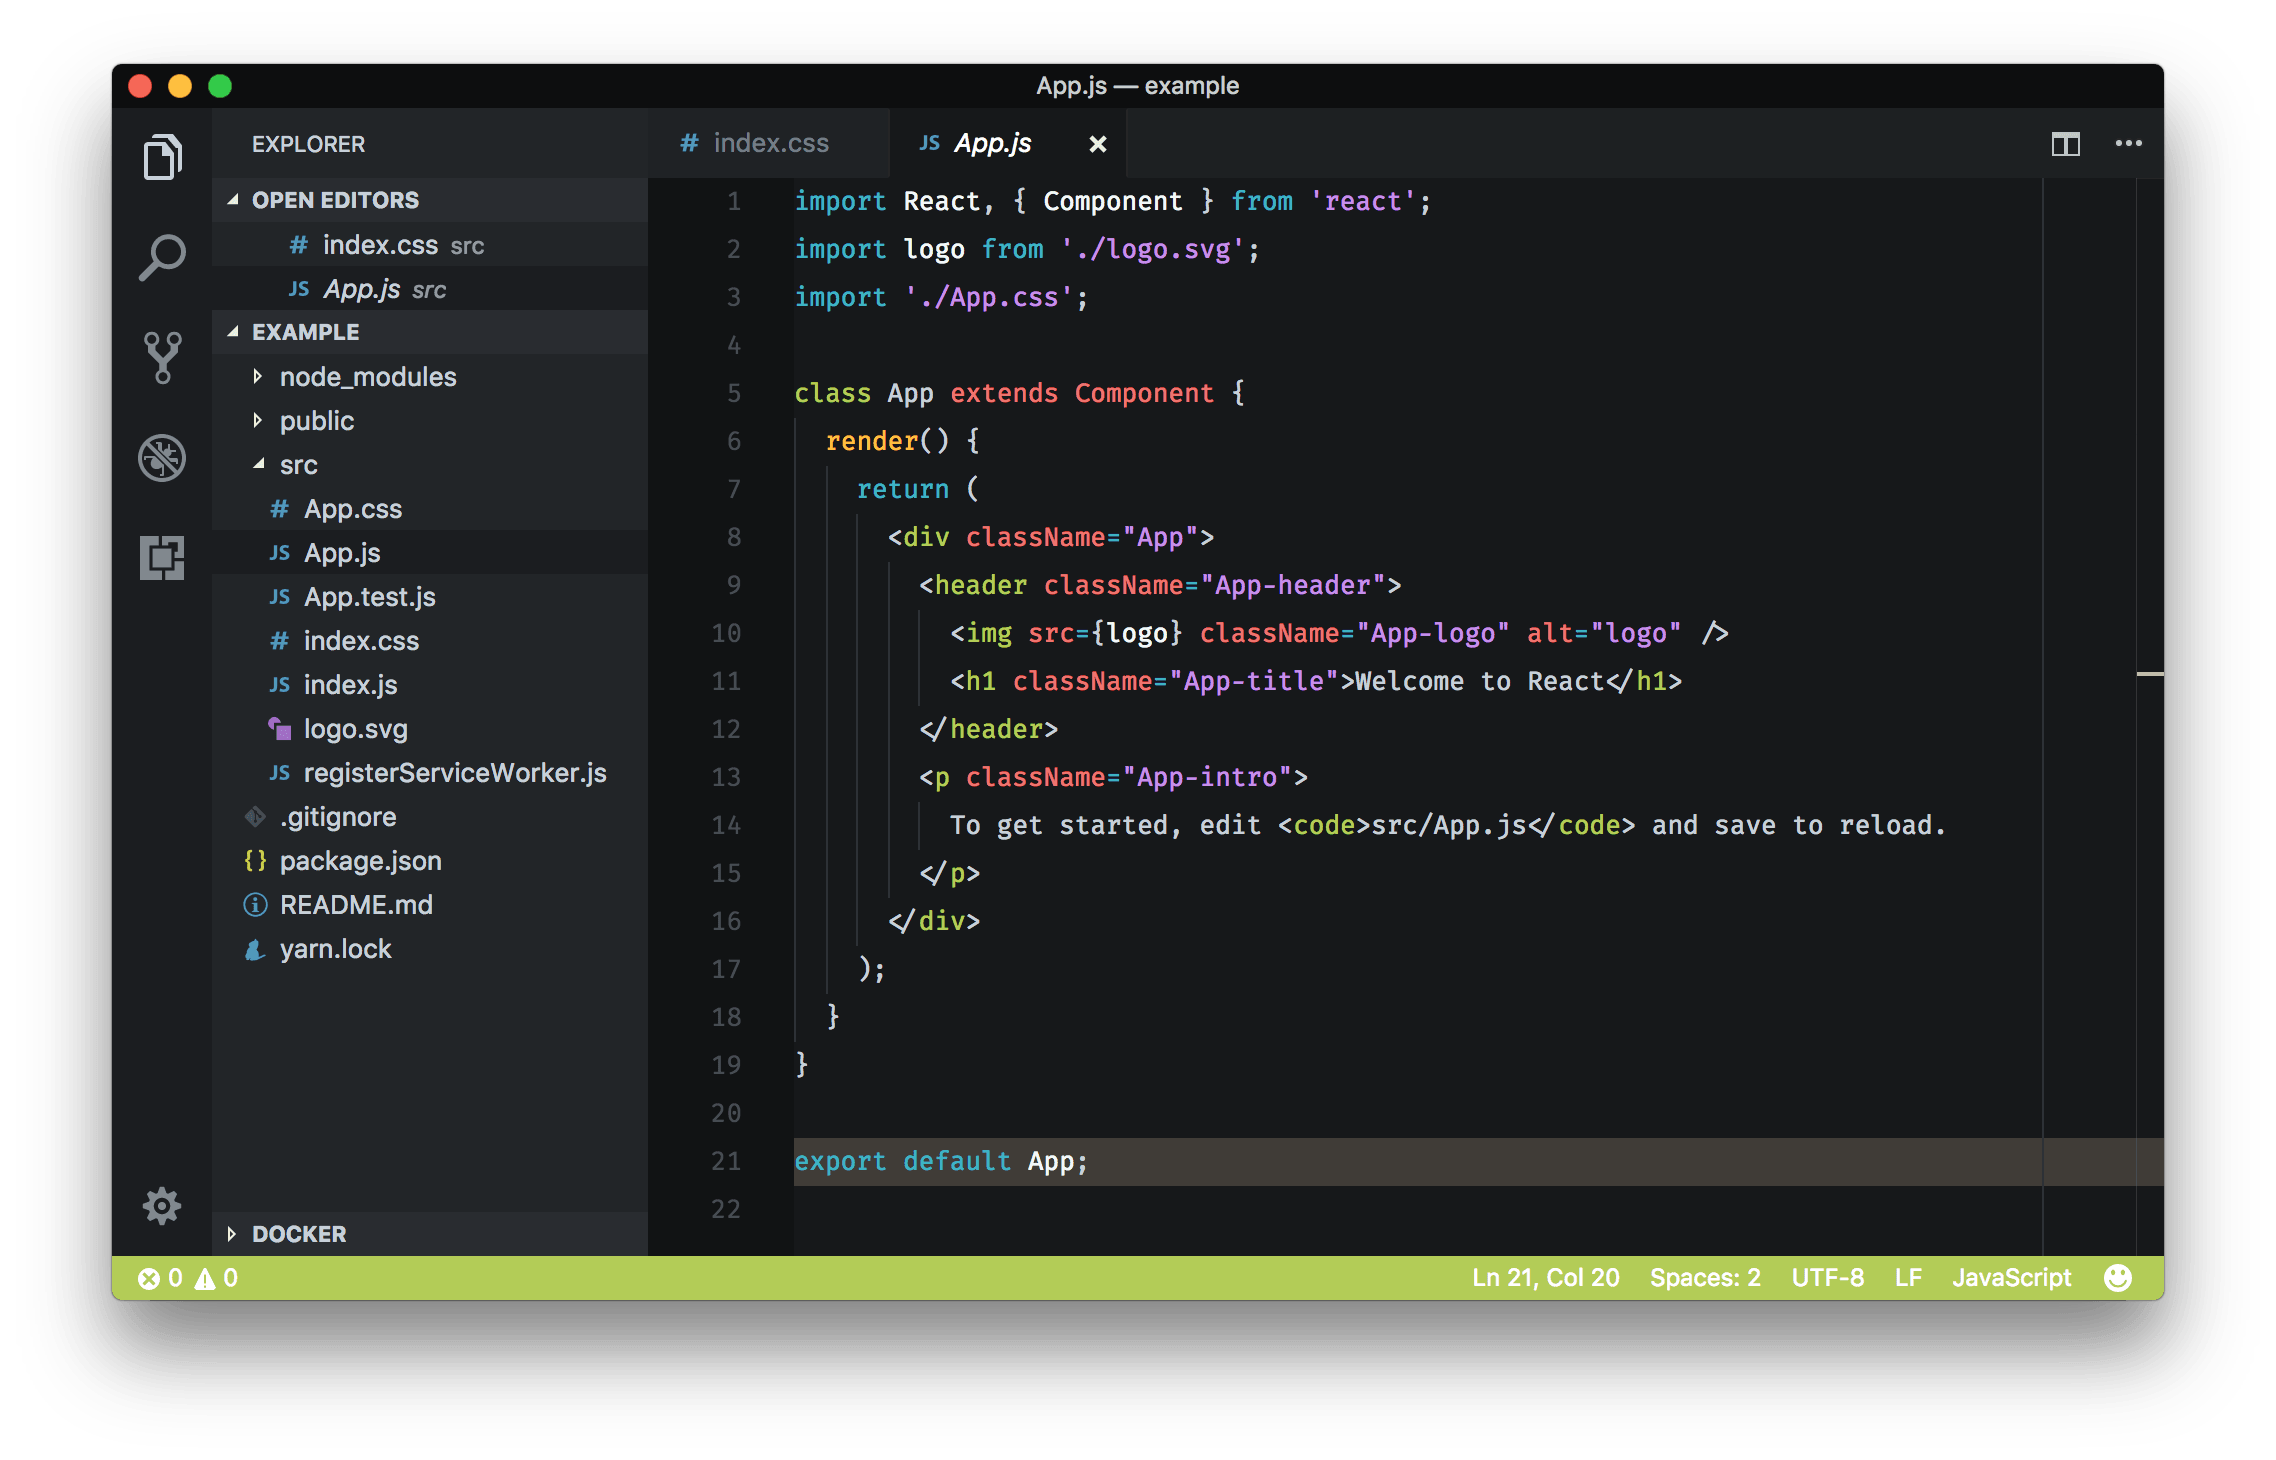 App.js — example
EXPLORER
OPEN EDITORS
# index.css src
JS App.js src
EXAMPLE
node_modules
public
src
# App.css
JS App.js
JS App.test.js
# index.css
JS index.js
logo.svg
JS registerServiceWorker.js
.gitignore
{} package.json
README.md
yarn.lock
DOCKER
# index.css
JS App.js
1 import React, { Component } from 'react';
2 import logo from './logo.svg';
3 import './App.css';
4
5 class App extends Component {
6 render() {
7 return (
8 <div className="App">
9 <header className="App-header">
10 <img src={logo} className="App-logo" alt="logo" />
11 <h1 className="App-title">Welcome to React</h1>
12 </header>
13 <p className="App-intro">
14 To get started, edit <code>src/App.js</code> and save to reload.
15 </p>
16 </div>
17 );
18 }
19 }
20
21 export default App;
22
0 0
Ln 21, Col 20 Spaces: 2 UTF-8 LF JavaScript